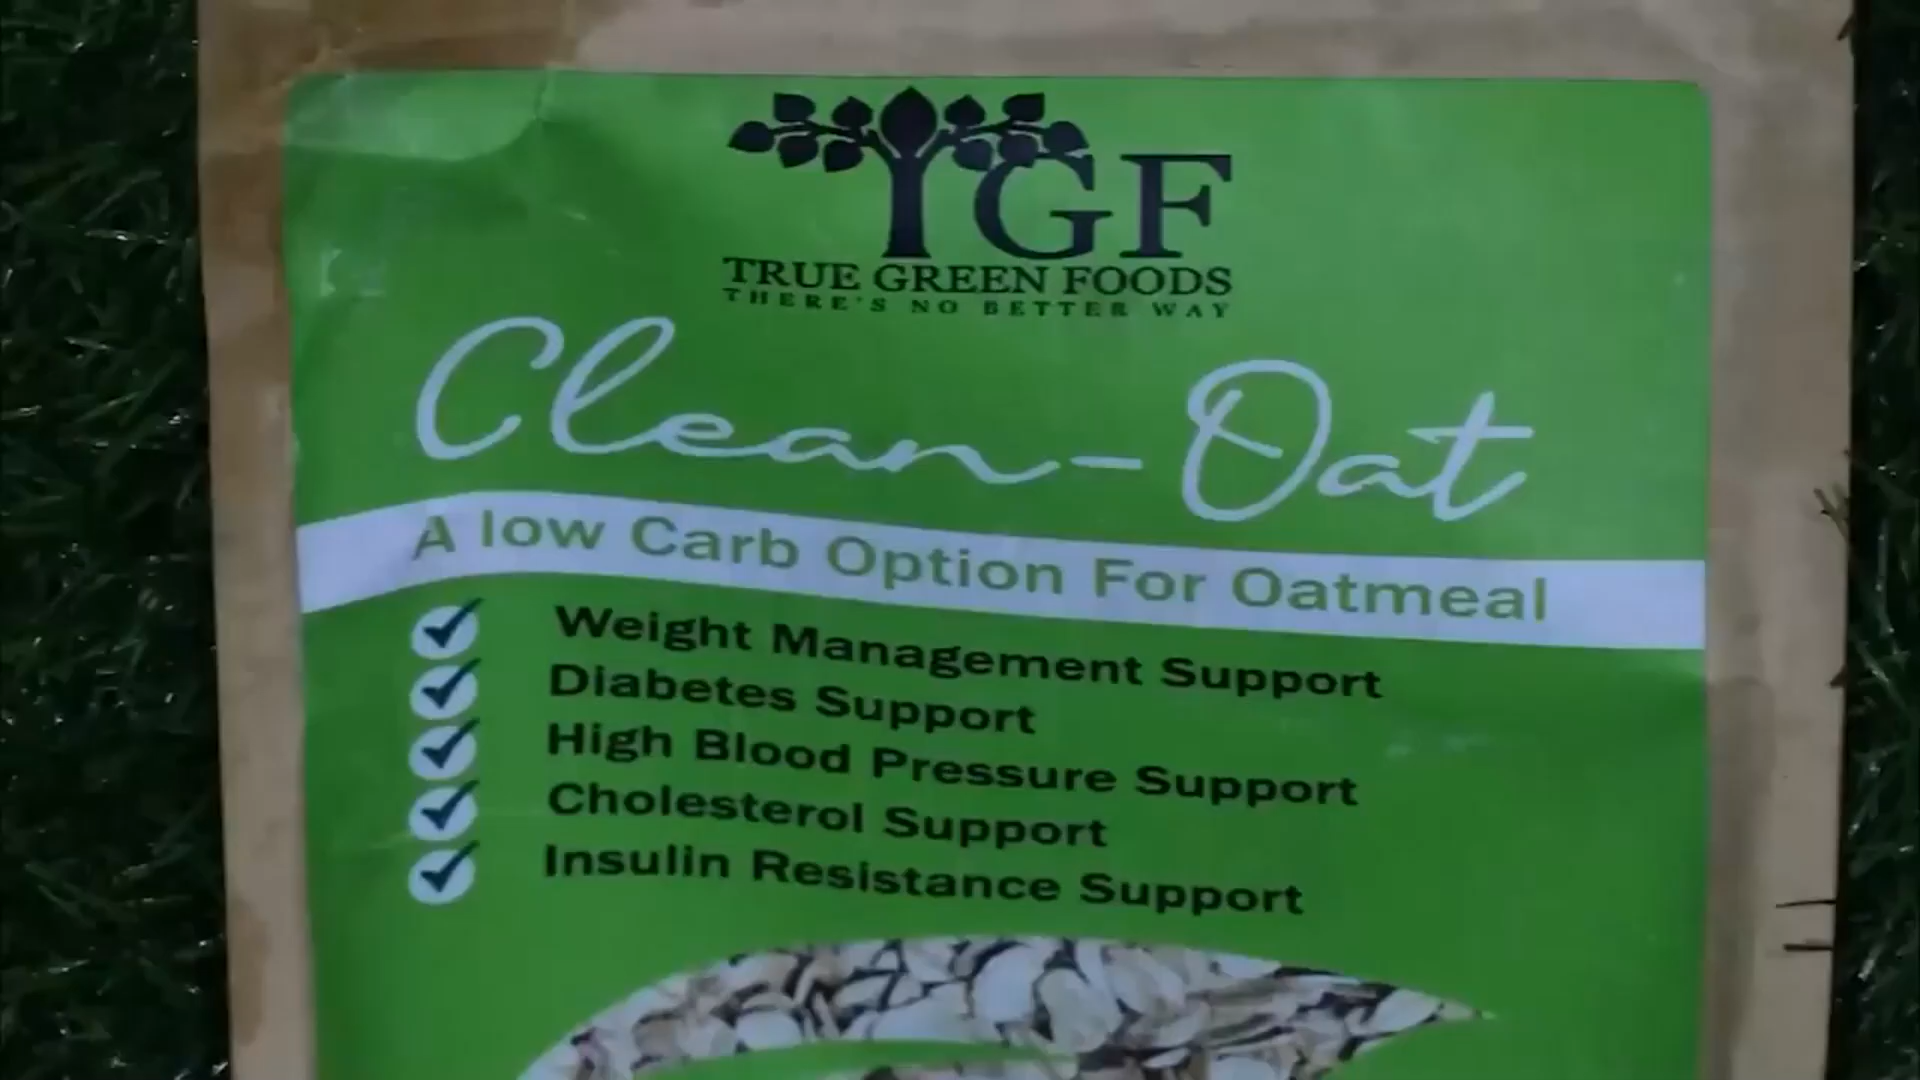 TGF
TRUE GREEN FOODS
THERE'S NO BETTER WAY
Clean-Oat
A low Carb Option For Oatmeal
Weight Management Support
Diabetes Support
High Blood Pressure Support
Cholesterol Support
Insulin Resistance Support